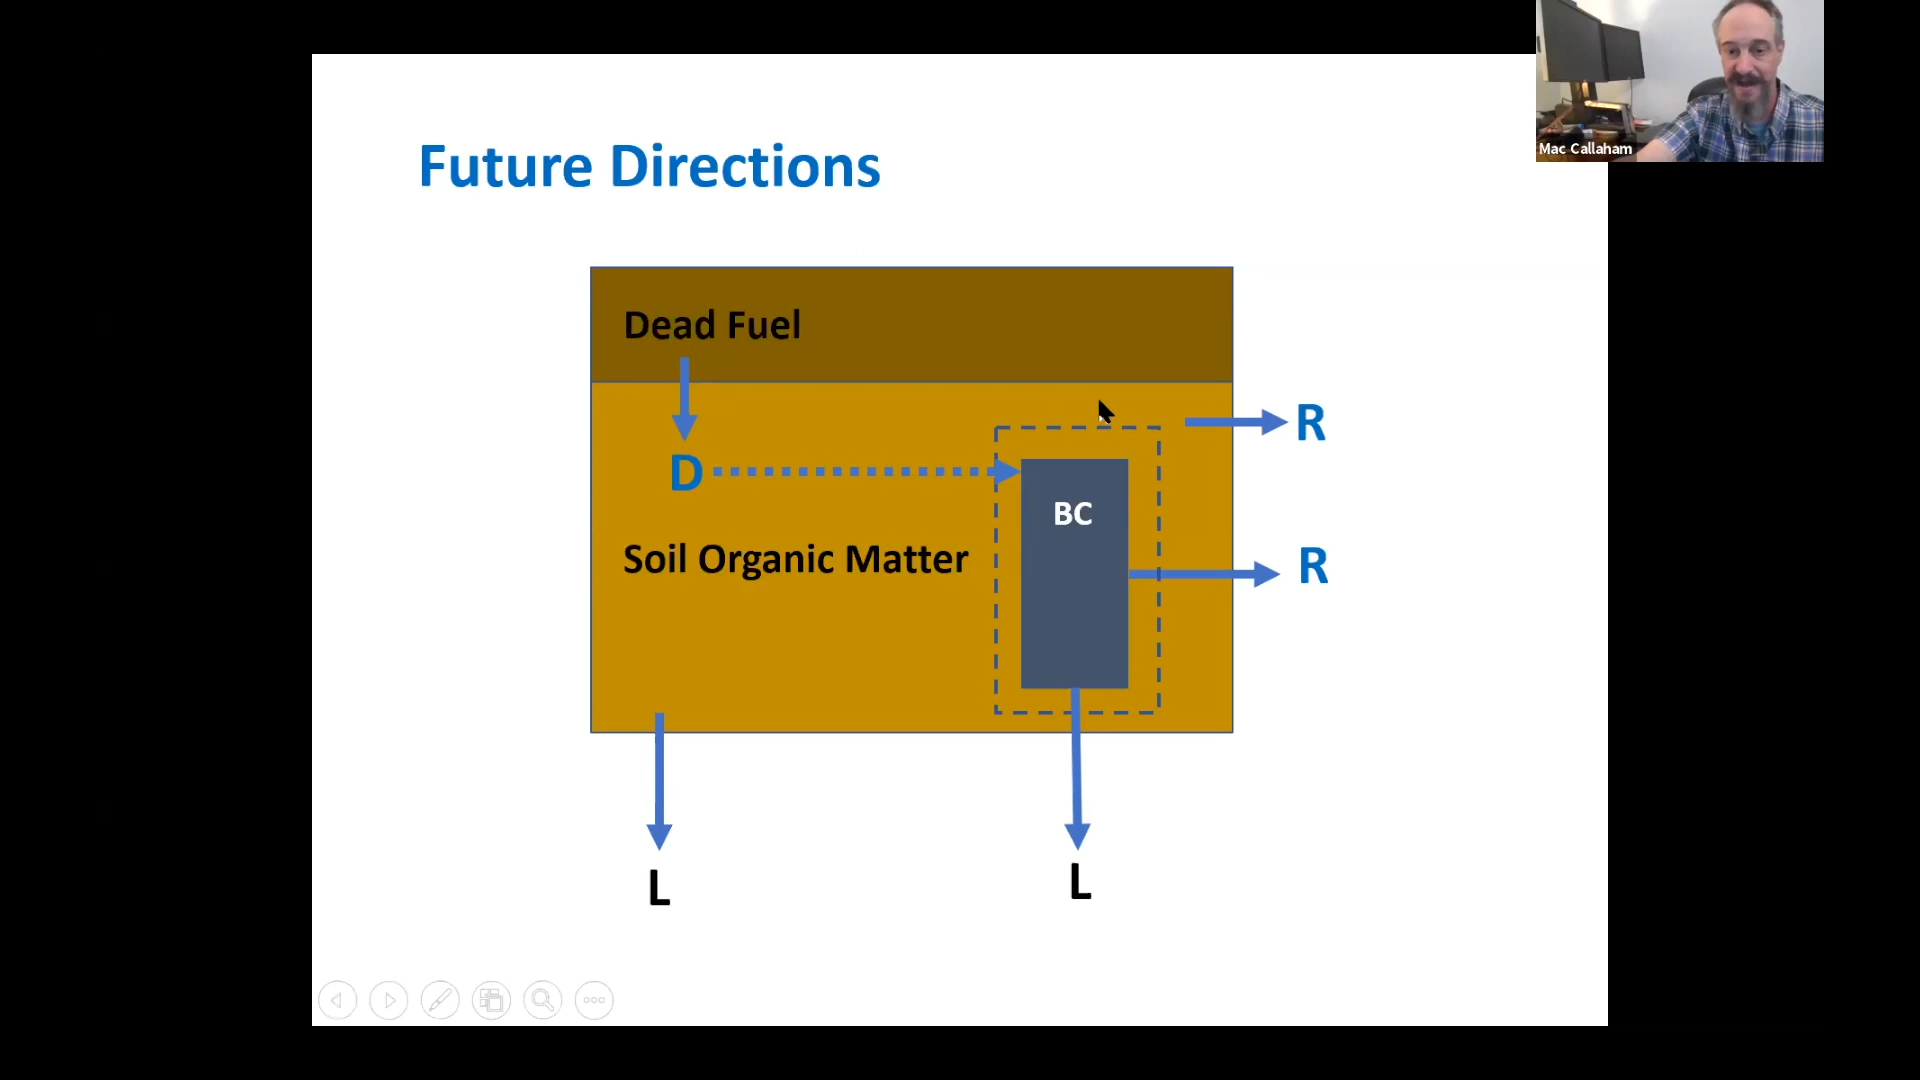 Mac Callaham
Future Directions
Dead Fuel
R
D
BC
Soil Organic Matter
R
L
L